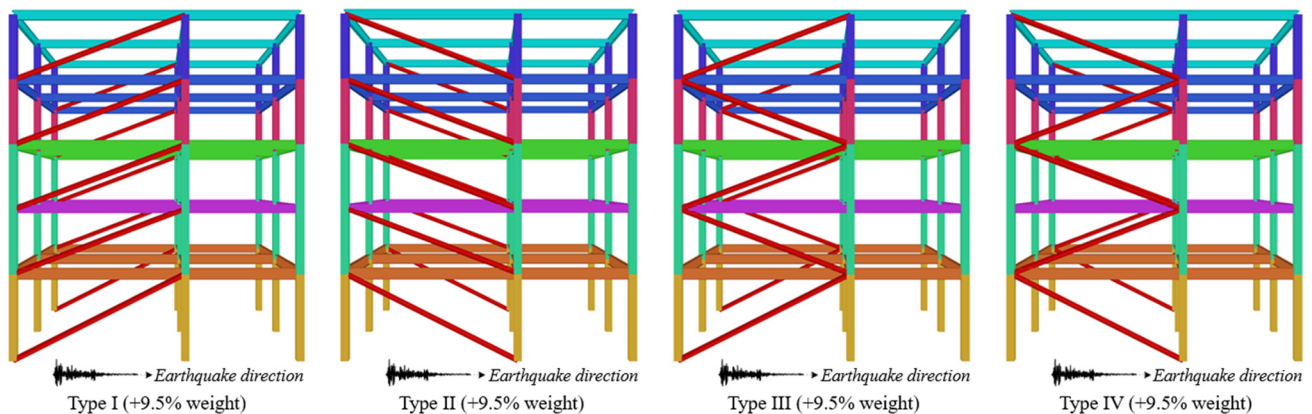 Earthquake direction
Type I (+9.5% weight)
Earthquake direction
Type II (+9.5% weight)
Earthquake direction
Type III (+9.5% weight)
Earthquake direction
Type IV (+9.5% weight)